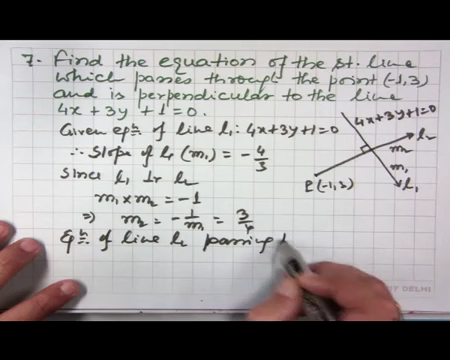 7. Find the equation of the st. line
which passes through the point (-1,3)
and is perpendicular to the line
4x + 3y + 1 = 0.
Given eqn of line l₁: 4x+3y+1=0
∴ Slope of l₁ (m₁) = -4/3
Since l₁ ⊥r l₂
m₁ x m₂ = -1
⇒ m₂ = -1/m₁ = 3/4
Eqn of line l₂ passing
4x+3y+1=0
l₂
m₂
m₁
P(-1,3)
l₁
DELHI